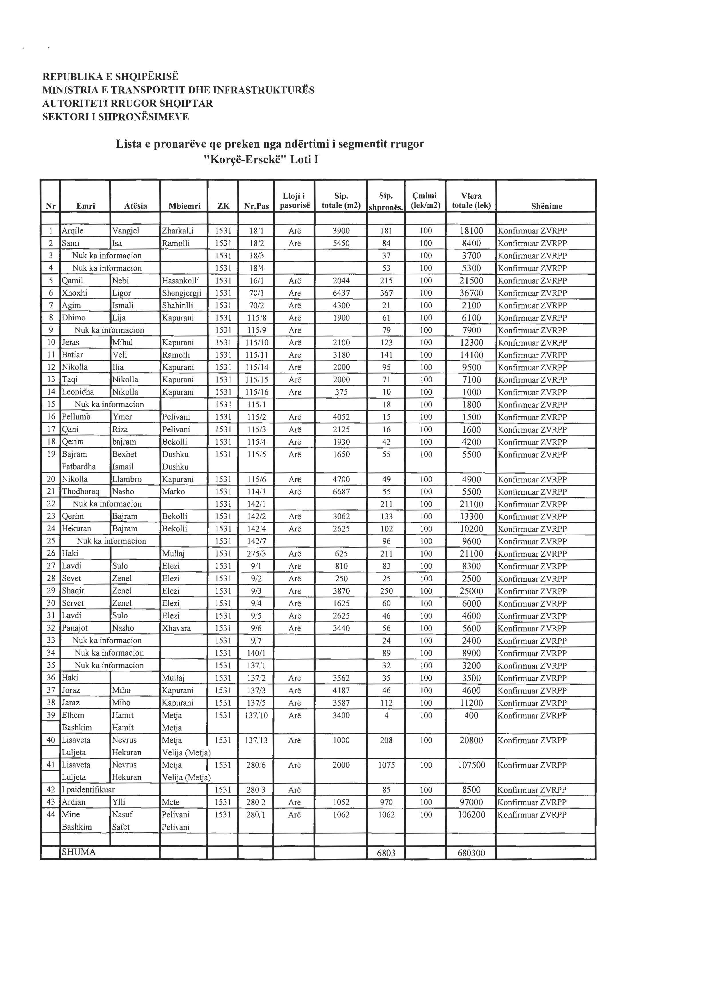 REPUBLIKA E SHQIPËRISË
MINISTRIA E TRANSPORTIT DHE INFRASTRUKTURËS
AUTORITETI RRUGOR SHQIPTAR
SEKTORI I SHPRONËSIMEVE
Lista e pronarëve qe preken nga ndërtimi i segmentit rrugor
"Korçë-Ersekë" Loti I
Nr Emri Atësia Mbiemri ZK Nr.Pas Lloji i pasurisë Sip. totale (m2) Sip. shpronës. Çmimi (lek/m2) Vlera totale (lek) Shënime
1 Arqile Vangjel Zharkalli 1531 18/1 Arë 3900 181 100 18100 Konfirmuar ZVRPP
2 Sami Isa Ramolli 1531 18/2 Arë 5450 84 100 8400 Konfirmuar ZVRPP
3 Nuk ka informacion 1531 18/3 37 100 3700 Konfirmuar ZVRPP
4 Nuk ka informacion 1531 18/4 53 100 5300 Konfirmuar ZVRPP
5 Qamil Nebi Hasankolli 1531 16/1 Arë 2044 215 100 21500 Konfirmuar ZVRPP
6 Xhoxhi Ligor Shengjergji 1531 70/1 Arë 6437 367 100 36700 Konfirmuar ZVRPP
7 Agim Ismali Shahinlli 1531 70/2 Arë 4300 21 100 2100 Konfirmuar ZVRPP
8 Dhimo Lija Kapurani 1531 115/8 Arë 1900 61 100 6100 Konfirmuar ZVRPP
9 Nuk ka informacion 1531 115/9 Arë 79 100 7900 Konfirmuar ZVRPP
10 Jeras Mihal Kapurani 1531 115/10 Arë 2100 123 100 12300 Konfirmuar ZVRPP
11 Batiar Veli Ramolli 1531 115/11 Arë 3180 141 100 14100 Konfirmuar ZVRPP
12 Nikolla Ilia Kapurani 1531 115/14 Arë 2000 95 100 9500 Konfirmuar ZVRPP
13 Taqi Nikolla Kapurani 1531 115/15 Arë 2000 71 100 7100 Konfirmuar ZVRPP
14 Leonidha Nikolla Kapurani 1531 115/16 Arë 375 10 100 1000 Konfirmuar ZVRPP
15 Nuk ka informacion 1531 115/1 18 100 1800 Konfirmuar ZVRPP
16 Pellumb Ymer Pelivani 1531 115/2 Arë 4052 15 100 1500 Konfirmuar ZVRPP
17 Qani Riza Pelivani 1531 115/3 Arë 2125 16 100 1600 Konfirmuar ZVRPP
18 Qerim bajram Bekolli 1531 115/4 Arë 1930 42 100 4200 Konfirmuar ZVRPP
19 Bajram Bexhet Dushku 1531 115/5 Arë 1650 55 100 5500 Konfirmuar ZVRPP
Fatbardha Ismail Dushku
20 Nikolla Llambro Kapurani 1531 115/6 Arë 4700 49 100 4900 Konfirmuar ZVRPP
21 Thodhoraq Nasho Marko 1531 114/1 Arë 6687 55 100 5500 Konfirmuar ZVRPP
22 Nuk ka informacion 1531 142/1 211 100 21100 Konfirmuar ZVRPP
23 Qerim Bajram Bekolli 1531 142/2 Arë 3062 133 100 13300 Konfirmuar ZVRPP
24 Hekuran Bajram Bekolli 1531 142/4 Arë 2625 102 100 10200 Konfirmuar ZVRPP
25 Nuk ka informacion 1531 142/7 96 100 9600 Konfirmuar ZVRPP
26 Haki Mullaj 1531 275/3 Arë 625 211 100 21100 Konfirmuar ZVRPP
27 Lavdi Sulo Elezi 1531 9/1 Arë 810 83 100 8300 Konfirmuar ZVRPP
28 Sevet Zenel Elezi 1531 9/2 Arë 250 25 100 2500 Konfirmuar ZVRPP
29 Shaqir Zenel Elezi 1531 9/3 Arë 3870 250 100 25000 Konfirmuar ZVRPP
30 Servet Zenel Elezi 1531 9/4 Arë 1625 60 100 6000 Konfirmuar ZVRPP
31 Lavdi Sulo Elezi 1531 9/5 Arë 2625 46 100 4600 Konfirmuar ZVRPP
32 Panajot Nasho Xhavara 1531 9/6 Arë 3440 56 100 5600 Konfirmuar ZVRPP
33 Nuk ka informacion 1531 9/7 24 100 2400 Konfirmuar ZVRPP
34 Nuk ka informacion 1531 140/1 89 100 8900 Konfirmuar ZVRPP
35 Nuk ka informacion 1531 137/1 32 100 3200 Konfirmuar ZVRPP
36 Haki Mullaj 1531 137/2 Arë 3562 35 100 3500 Konfirmuar ZVRPP
37 Joraz Miho Kapurani 1531 137/3 Arë 4187 46 100 4600 Konfirmuar ZVRPP
38 Jaraz Miho Kapurani 1531 137/5 Arë 3587 112 100 11200 Konfirmuar ZVRPP
39 Ethem Hamit Metja 1531 137/10 Arë 3400 4 100 400 Konfirmuar ZVRPP
Bashkim Hamit Metja
40 Lisaveta Nevrus Metja 1531 137/13 Arë 1000 208 100 20800 Konfirmuar ZVRPP
Luljeta Hekuran Velija (Metja)
41 Lisaveta Nevrus Metja 1531 280/6 Arë 2000 1075 100 107500 Konfirmuar ZVRPP
Luljeta Hekuran Velija (Metja)
42 I paidentifikuar 1531 280/3 Arë 85 100 8500 Konfirmuar ZVRPP
43 Ardian Ylli Mete 1531 280/2 Arë 1052 970 100 97000 Konfirmuar ZVRPP
44 Mine Nasuf Pelivani 1531 280/1 Arë 1062 1062 100 106200 Konfirmuar ZVRPP
Bashkim Safet Pelivani
SHUMA 6803 680300